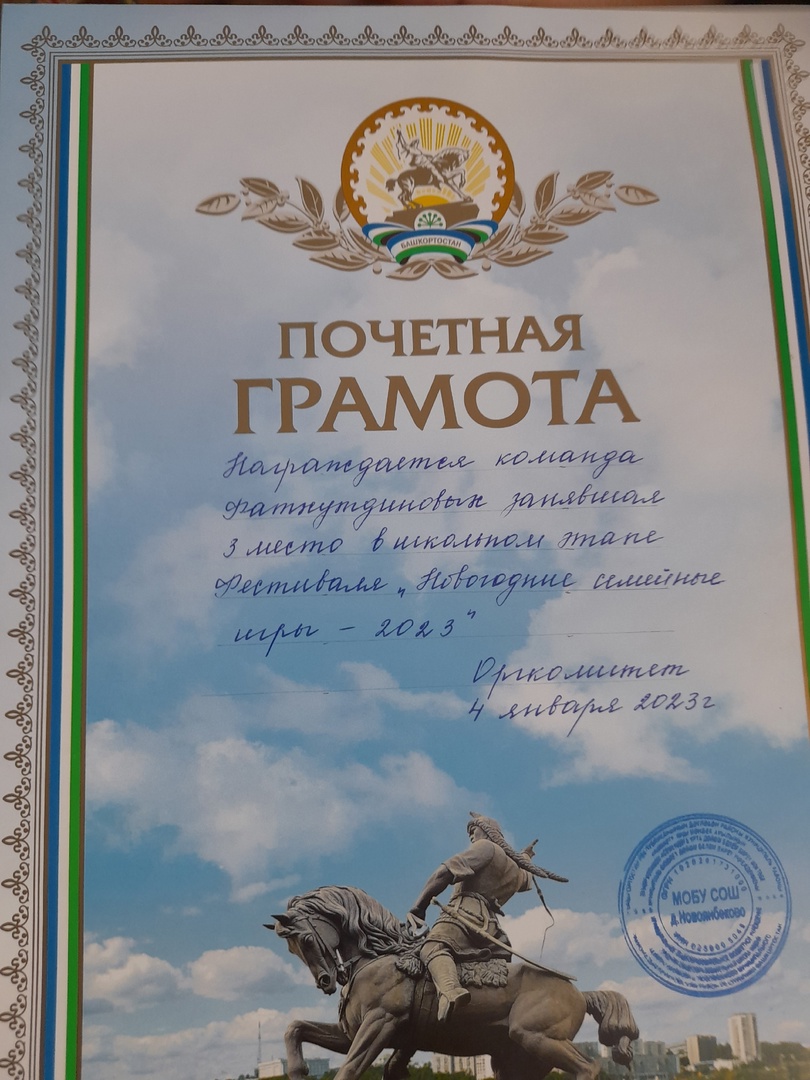 БАШКОРТОСТАН
ПОЧЕТНАЯ
ГРАМОТА
Награждается команда
Фатхутдиновых занявшая
3 место в школьном этапе
Фестиваля „Новогодние семейные
игры – 2023"
Оргкомитет
4 января 2023г
МОБУ СОШ
д.Новоянбеково